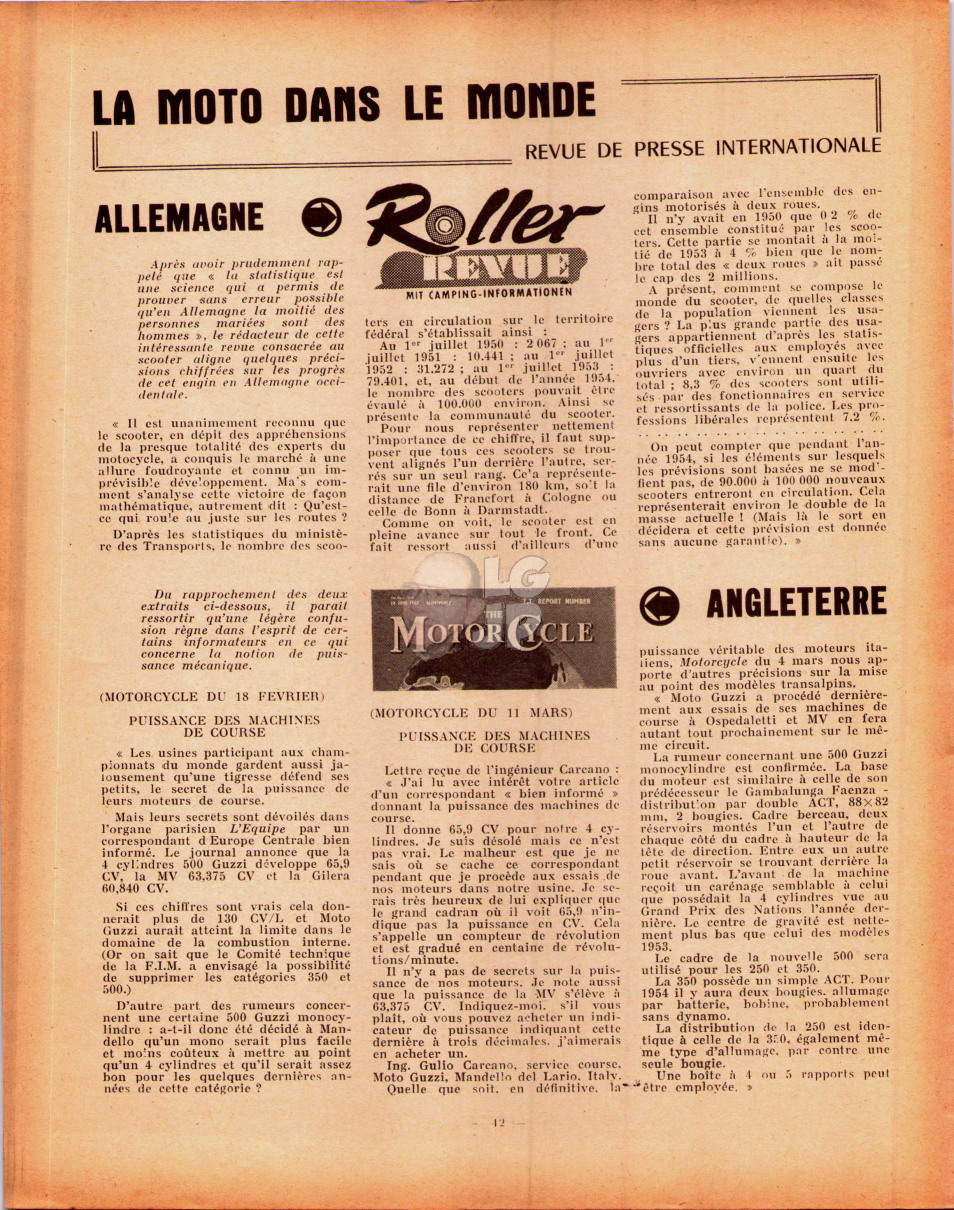 LA MOTO DANS LE MONDE
REVUE DE PRESSE INTERNATIONALE
ALLEMAGNE
Après avoir prudemment rap-
pelé que « la statistique est
une science qui a permis de
prouver sans erreur possible
qu'en Allemagne la moitié des
personnes mariées sont des
hommes », le rédacteur de cette
intéressante revue consacrée au
scooter aligne quelques préci-
sions chiffrées sur les progrès
de cet engin en Allemagne occi-
dentale.
« Il est unanimement reconnu que
le scooter, en dépit des appréhensions
de la presque totalité des experts du
motocycle, a conquis le marché à une
allure foudroyante et connu un im-
prévisible développement. Ma's com-
ment s'analyse cette victoire de façon
mathématique, autrement dit : Qu'est-
ce qui roule au juste sur les routes ?
D'après les statistiques du ministè-
re des Transports, le nombre des scoo-
Roller
REVUE
MIT CAMPING-INFORMATIONEN
ters en circulation sur le territoire
fédéral s'établissait ainsi :
Au 1er juillet 1950 : 2 067 ; au 1er
juillet 1951 : 10.441 ; au 1er juillet
1952 : 31.272 ; au 1er juillet 1953 :
79.401, et, au début de l'année 1954,
le nombre des scooters pouvait être
évaulé à 100.000 environ. Ainsi se
présente la communauté du scooter.
Pour nous représenter nettement
l'importance de ce chiffre, il faut sup-
poser que tous ces scooters se trou-
vent alignés l'un derrière l'autre, ser-
rés sur un seul rang. Ce'a représente-
rait une file d'environ 180 km, soit la
distance de Francfort à Cologne ou
celle de Bonn à Darmstadt.
Comme on voit, le scooter est en
pleine avance sur tout le front. Ce
fait ressort aussi d'ailleurs d'une
comparaison avec l'ensemble des en-
gins motorisés à deux roues.
Il n'y avait en 1950 que 0 2 % de
cet ensemble constitué par les scoo-
ters. Cette partie se montait à la moi-
tié de 1953 à 4 % bien que le nom-
bre total des « deux roues » ait passé
le cap des 2 millions.
A présent, comment se compose le
monde du scooter, de quelles classes
de la population viennent les usa-
gers ? La plus grande partie des usa-
gers appartiennent d'après les statis-
tiques officielles aux employés avec
plus d'un tiers, v'ennent ensuite les
ouvriers avec environ un quart du
total ; 8,3 % des scooters sont utili-
sés par des fonctionnaires en service
et ressortissants de la police. Les pro-
fessions libérales représentent 7.2 %.
. . . . . . . . . . . . . . . . . . . .
On peut compter que pendant l'an-
née 1954, si les éléments sur lesquels
les prévisions sont basées ne se mod'-
fient pas, de 90.000 à 100 000 nouveaux
scooters entreront en circulation. Cela
représenterait environ le double de la
masse actuelle ! (Mais là le sort en
décidera et cette prévision est donnée
sans aucune garantie). »
LG
ANGLETERRE
Du rapprochement des deux
extraits ci-dessous, il paraît
ressortir qu'une légère confu-
sion règne dans l'esprit de cer-
tains informateurs en ce qui
concerne la notion de puis-
sance mécanique.
(MOTORCYCLE DU 18 FEVRIER)
PUISSANCE DES MACHINES
DE COURSE
« Les usines participant aux cham-
pionnats du monde gardent aussi ja-
lousement qu'une tigresse défend ses
petits, le secret de la puissance de
leurs moteurs de course.
Mais leurs secrets sont dévoilés dans
l'organe parisien L'Equipe par un
correspondant d Europe Centrale bien
informé. Le journal annonce que la
4 cylindres 500 Guzzi développe 65,9
CV, la MV 63,375 CV et la Gilera
60,840 CV.
Si ces chiffres sont vrais cela don-
nerait plus de 130 CV/L et Moto
Guzzi aurait atteint la limite dans le
domaine de la combustion interne.
(Or on sait que le Comité technique
de la F.I.M. a envisagé la possibilité
de supprimer les catégories 350 et
500.)
D'autre part des rumeurs concer-
nent une certaine 500 Guzzi monocy-
lindre : a-t-il donc été décidé à Man-
dello qu'un mono serait plus facile
et moins coûteux à mettre au point
qu'un 4 cylindres et qu'il serait assez
bon pour les quelques dernières an-
nées de cette catégorie ?
T.T. REPORT NUMBER
THE
MOTOR CYCLE
(MOTORCYCLE DU 11 MARS)
PUISSANCE DES MACHINES
DE COURSE
Lettre reçue de l'ingénieur Carcano :
« J'ai lu avec intérêt votre article
d'un correspondant « bien informé »
donnant la puissance des machines de
course.
Il donne 65,9 CV pour notre 4 cy-
lindres. Je suis désolé mais ce n'est
pas vrai. Le malheur est que je ne
sais où se cache ce correspondant
pendant que je procède aux essais de
nos moteurs dans notre usine. Je se-
rais très heureux de lui expliquer que
le grand cadran où il voit 65,9 n'in-
dique pas la puissance en CV. Cela
s'appelle un compteur de révolution
et est gradué en centaine de révolu-
tions/minute.
Il n'y a pas de secrets sur la puis-
sance de nos moteurs. Je note aussi
que la puissance de la MV s'élève à
63,375 CV. Indiquez-moi, s'il vous
plaît, où vous pouvez acheter un indi-
cateur de puissance indiquant cette
dernière à trois décimales. j'aimerais
en acheter un.
Ing. Gulio Carcano, service course,
Moto Guzzi, Mandello del Lario, Italy.
Quelle que soit, en définitive, la
puissance véritable des moteurs ita-
liens, Motorcycle du 4 mars nous ap-
porte d'autres précisions sur la mise
au point des modèles transalpins.
« Moto Guzzi a procédé dernière-
ment aux essais de ses machines de
course à Ospedaletti et MV en fera
autant tout prochainement sur le mê-
me circuit.
La rumeur concernant une 500 Guzzi
monocylindre est confirmée. La base
du moteur est similaire à celle de son
prédécesseur le Gambalunga Faenza -
distribution par double ACT, 88×82
mm, 2 bougies. Cadre berceau, deux
réservoirs montés l'un et l'autre de
chaque côté du cadre à hauteur de la
tête de direction. Entre eux un autre
petit réservoir se trouvant derrière la
roue avant. L'avant de la machine
reçoit un carénage semblable à celui
que possédait la 4 cylindres vue au
Grand Prix des Nations l'année der-
nière. Le centre de gravité est nette-
ment plus bas que celui des modèles
1953.
Le cadre de la nouvelle 500 sera
utilisé pour les 250 et 350.
La 350 possède un simple ACT. Pour
1954 il y aura deux bougies, allumage
par batterie, bobine, probablement
sans dynamo.
La distribution de la 250 est iden-
tique à celle de la 350, également mê-
me type d'allumage, par contre une
seule bougie.
Une boîte à 4 ou 5 rapports peut
être employée. »
— 42 —